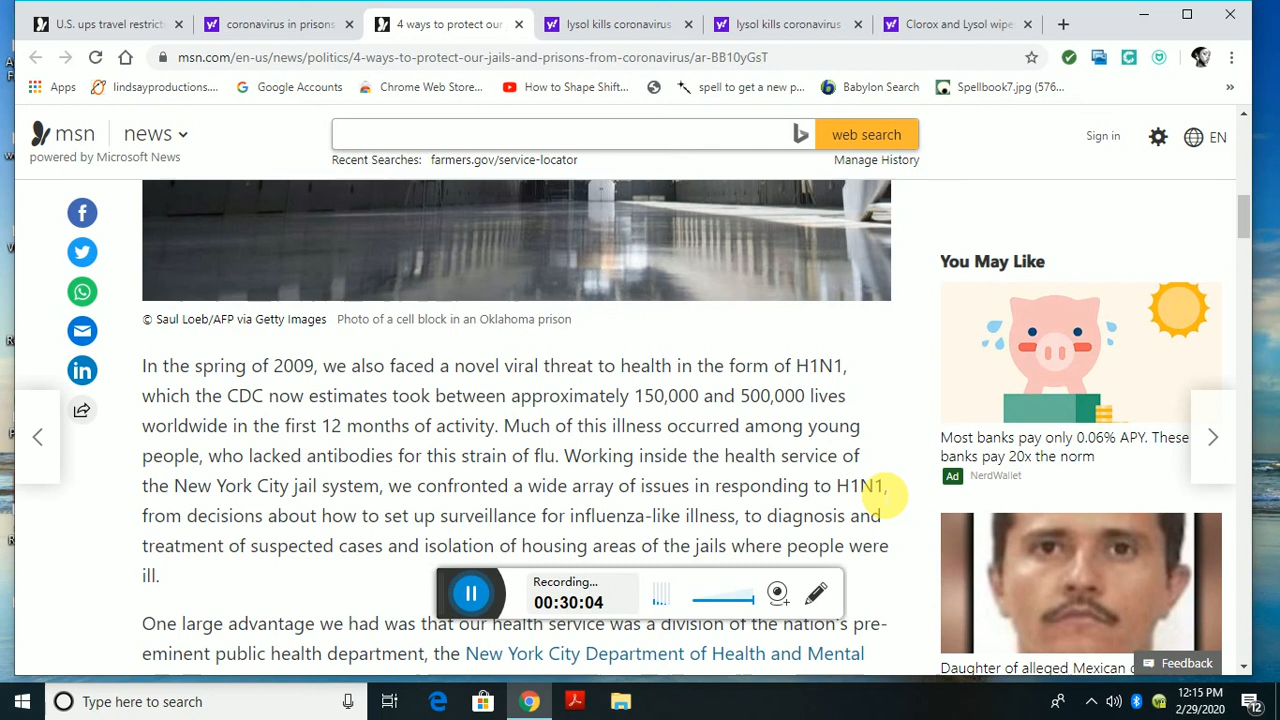 U.S. ups travel restrict
coronavirus in prisons
4 ways to protect our
lysol kills coronavirus
lysol kills coronavirus
Clorox and Lysol wipe
msn.com/en-us/news/politics/4-ways-to-protect-our-jails-and-prisons-from-coronavirus/ar-BB10yGsT
Apps
lindsayproductions....
Google Accounts
Chrome Web Store...
How to Shape Shift...
spell to get a new p...
Babylon Search
Spellbook7.jpg (576...
»
msn
news
powered by Microsoft News
web search
Recent Searches: farmers.gov/service-locator
Manage History
Sign in
EN
© Saul Loeb/AFP via Getty Images Photo of a cell block in an Oklahoma prison
In the spring of 2009, we also faced a novel viral threat to health in the form of H1N1,
which the CDC now estimates took between approximately 150,000 and 500,000 lives
worldwide in the first 12 months of activity. Much of this illness occurred among young
people, who lacked antibodies for this strain of flu. Working inside the health service of
the New York City jail system, we confronted a wide array of issues in responding to H1N1,
from decisions about how to set up surveillance for influenza-like illness, to diagnosis and
treatment of suspected cases and isolation of housing areas of the jails where people were
ill.
One large advantage we had was that our health service was a division of the nation's pre-
eminent public health department, the New York City Department of Health and Mental
You May Like
Most banks pay only 0.06% APY. These
banks pay 20x the norm
Ad NerdWallet
Daughter of alleged Mexican
Feedback
Recording...
00:30:04
Type here to search
12:15 PM
2/29/2020
12